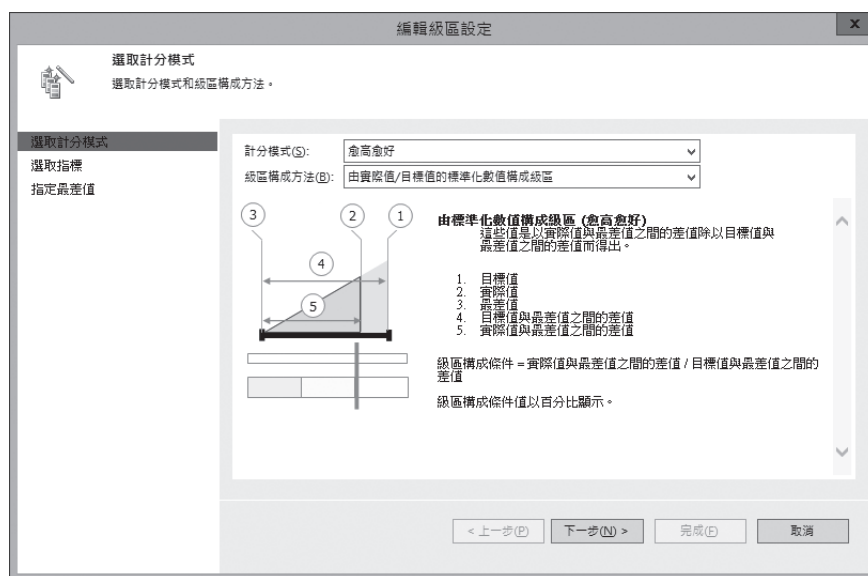 編輯級區設定
x
選取計分模式
選取計分模式和級區構成方法。
選取計分模式
選取指標
指定最差值
計分模式(S):
愈高愈好
級區構成方法(B):
由實際值/目標值的標準化數值構成級區
3
2
1
4
5
由標準化數值構成級區 (愈高愈好)
這些值是以實際值與最差值之間的差值除以目標值與
最差值之間的差值而得出。
1. 目標值
2. 實際值
3. 最差值
4. 目標值與最差值之間的差值
5. 實際值與最差值之間的差值
級區構成條件 = 實際值與最差值之間的差值 / 目標值與最差值之間的
差值
級區構成條件值以百分比顯示。
< 上一步(P)
下一步(N) >
完成(F)
取消